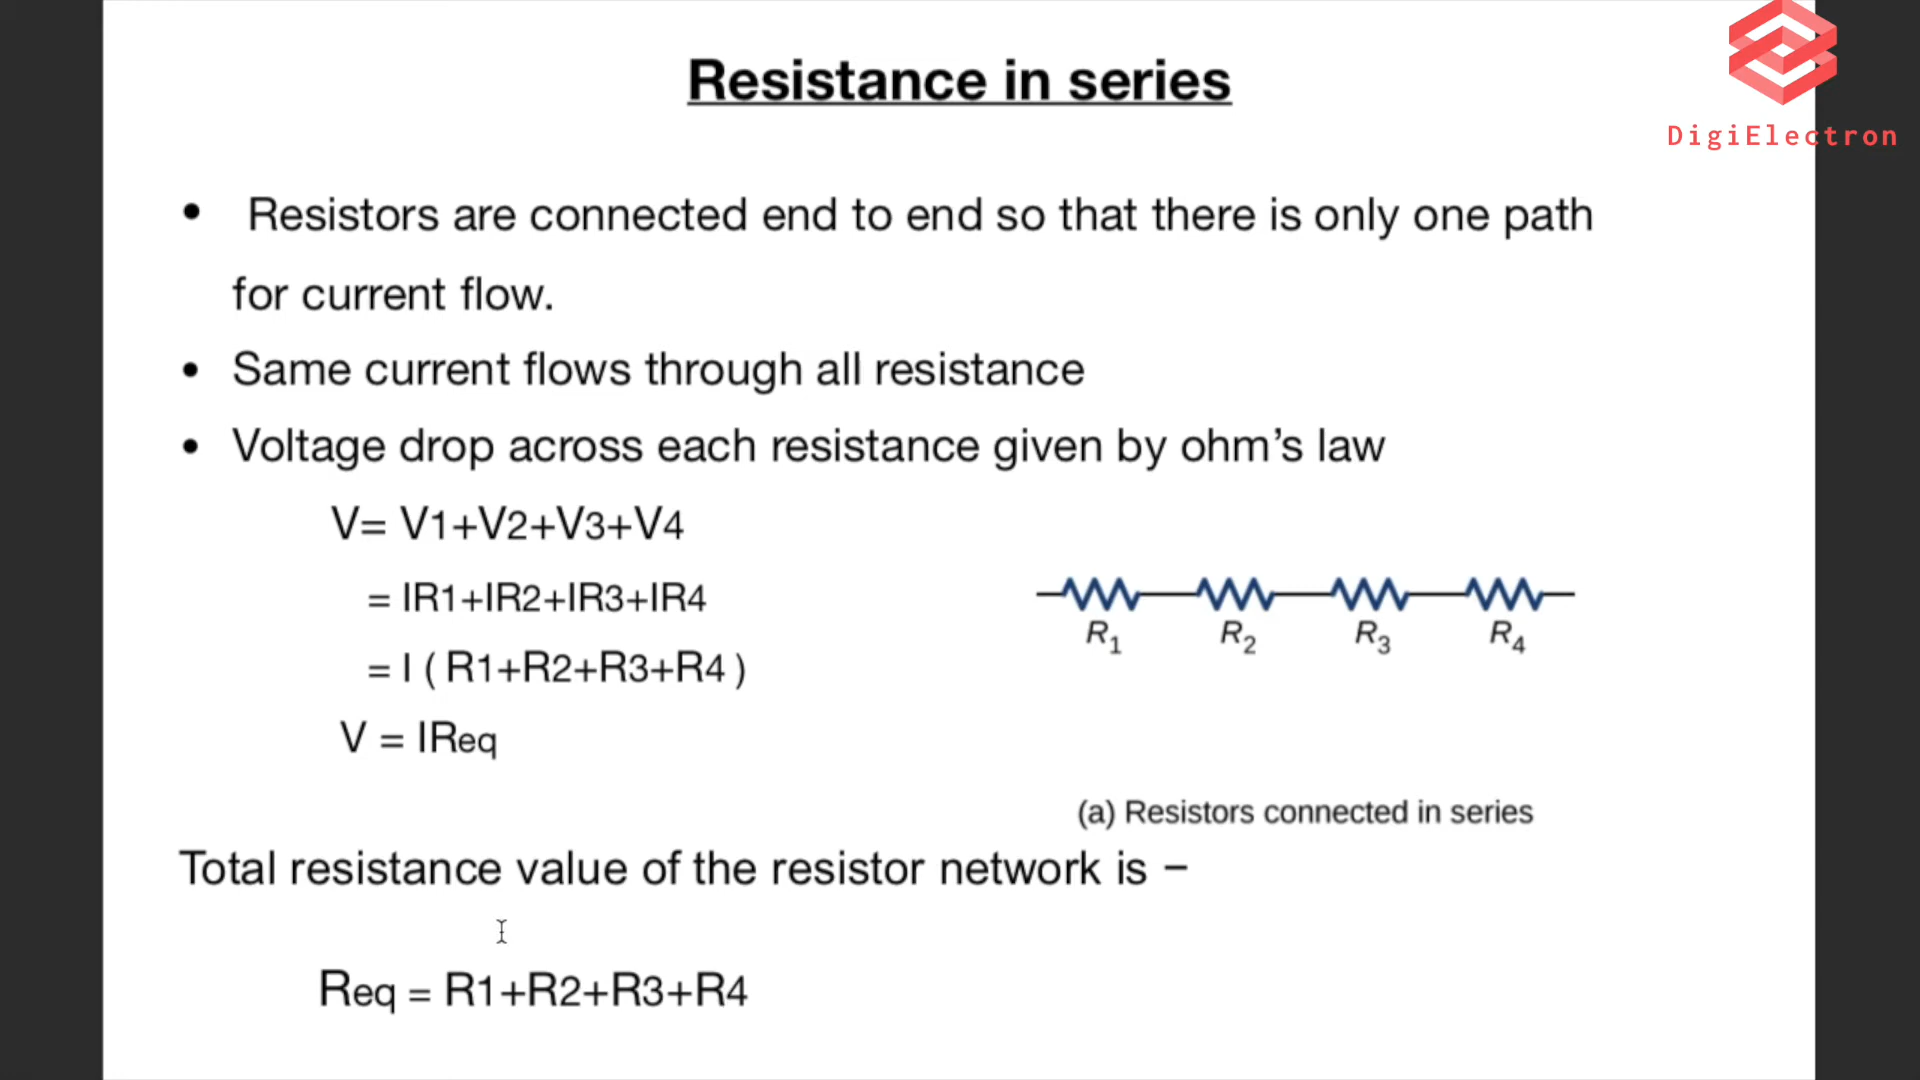 Resistance in series
DigiElectron
• Resistors are connected end to end so that there is only one path
for current flow.
• Same current flows through all resistance
• Voltage drop across each resistance given by ohm’s law
V= V1+V2+V3+V4
= IR1+IR2+IR3+IR4
= I ( R1+R2+R3+R4 )
V = IReq
R1 R2 R3 R4
(a) Resistors connected in series
Total resistance value of the resistor network is –
Req = R1+R2+R3+R4